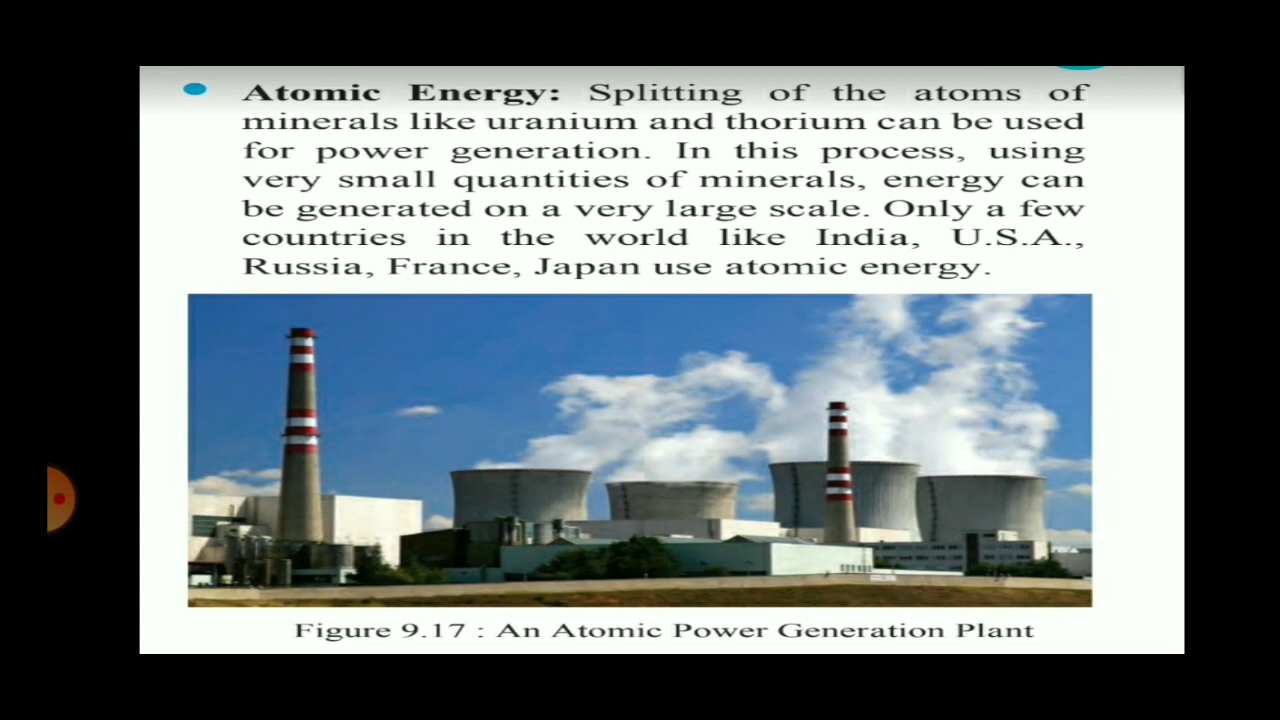 • Atomic Energy: Splitting of the atoms of
minerals like uranium and thorium can be used
for power generation. In this process, using
very small quantities of minerals, energy can
be generated on a very large scale. Only a few
countries in the world like India, U.S.A.,
Russia, France, Japan use atomic energy.
Figure 9.17 : An Atomic Power Generation Plant